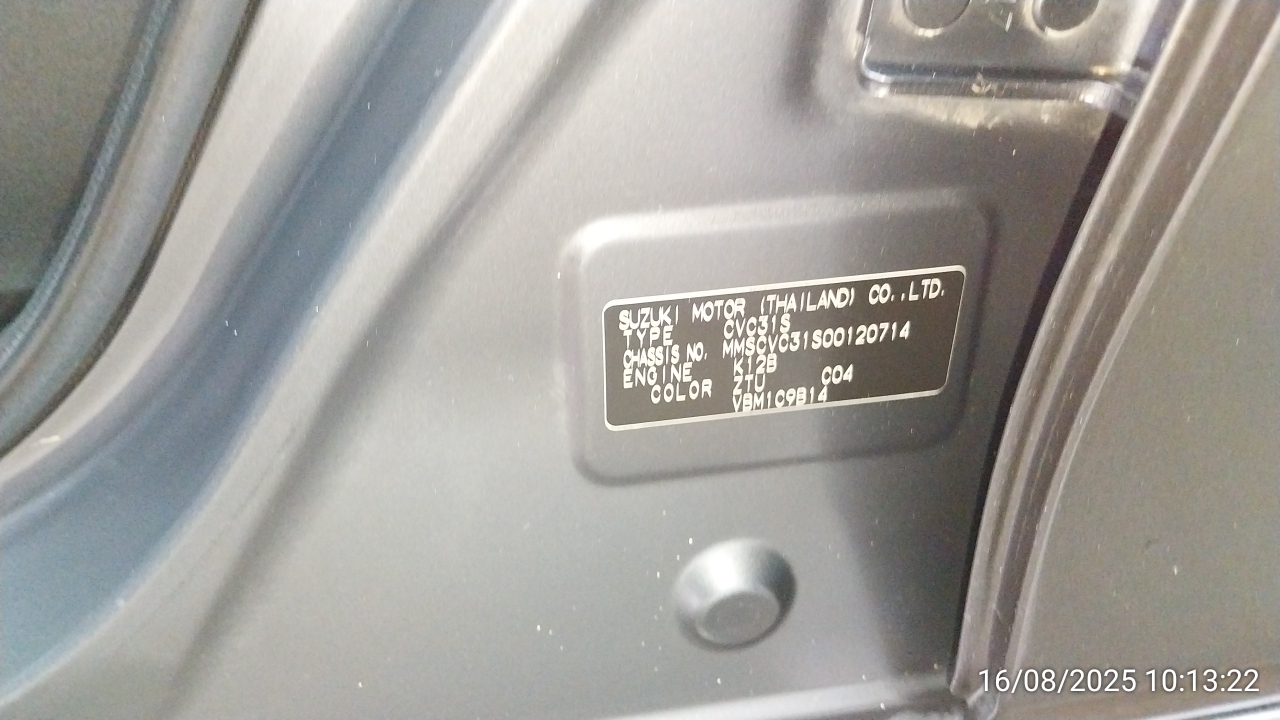 SUZUKI MOTOR (THAILAND) CO.,LTD.
TYPE CVC31S
CHASSIS NO. MMSCVC31S00120714
ENGINE K12B
COLOR ZTU C04
VBM1C9B14
16/08/2025 10:13:22